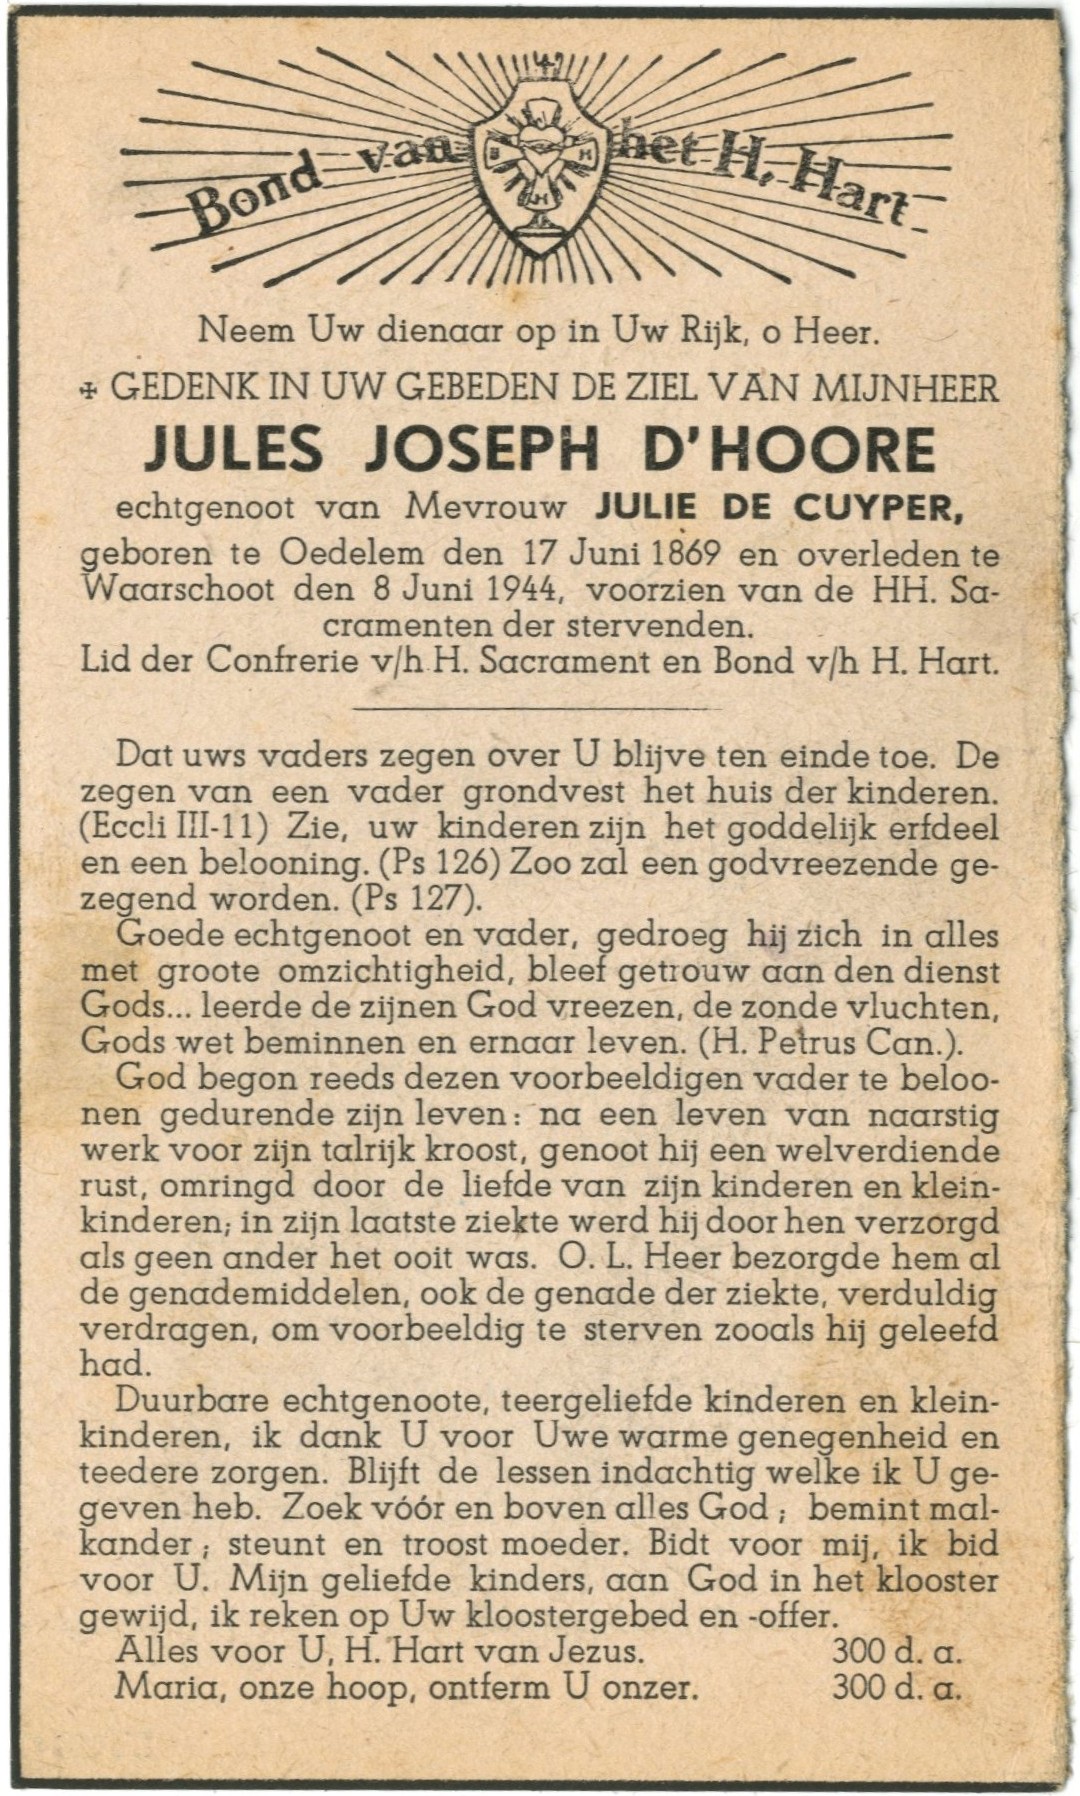 Bond van het H. Hart
J
B H
H
Neem Uw dienaar op in Uw Rijk, o Heer.
✠ GEDENK IN UW GEBEDEN DE ZIEL VAN MIJNHEER
JULES JOSEPH D'HOORE
echtgenoot van Mevrouw JULIE DE CUYPER,
geboren te Oedelem den 17 Juni 1869 en overleden te
Waarschoot den 8 Juni 1944, voorzien van de HH. Sa-
cramenten der stervenden.
Lid der Confrerie v/h H. Sacrament en Bond v/h H. Hart.
Dat uws vaders zegen over U blijve ten einde toe. De
zegen van een vader grondvest het huis der kinderen.
(Eccli III-11) Zie, uw kinderen zijn het goddelijk erfdeel
en een belooning. (Ps 126) Zoo zal een godvreezende ge-
zegend worden. (Ps 127).
Goede echtgenoot en vader, gedroeg hij zich in alles
met groote omzichtigheid, bleef getrouw aan den dienst
Gods... leerde de zijnen God vreezen, de zonde vluchten,
Gods wet beminnen en ernaar leven. (H. Petrus Can.).
God begon reeds dezen voorbeeldigen vader te beloo-
nen gedurende zijn leven: na een leven van naarstig
werk voor zijn talrijk kroost, genoot hij een welverdiende
rust, omringd door de liefde van zijn kinderen en klein-
kinderen; in zijn laatste ziekte werd hij door hen verzorgd
als geen ander het ooit was. O. L. Heer bezorgde hem al
de genademiddelen, ook de genade der ziekte, verduldig
verdragen, om voorbeeldig te sterven zooals hij geleefd
had.
Duurbare echtgenoote, teergeliefde kinderen en klein-
kinderen, ik dank U voor Uwe warme genegenheid en
teedere zorgen. Blijft de lessen indachtig welke ik U ge-
geven heb. Zoek vóór en boven alles God; bemint mal-
kander; steunt en troost moeder. Bidt voor mij, ik bid
voor U. Mijn geliefde kinders, aan God in het klooster
gewijd, ik reken op Uw kloostergebed en -offer.
Alles voor U, H. Hart van Jezus. 300 d. a.
Maria, onze hoop, ontferm U onzer. 300 d. a.